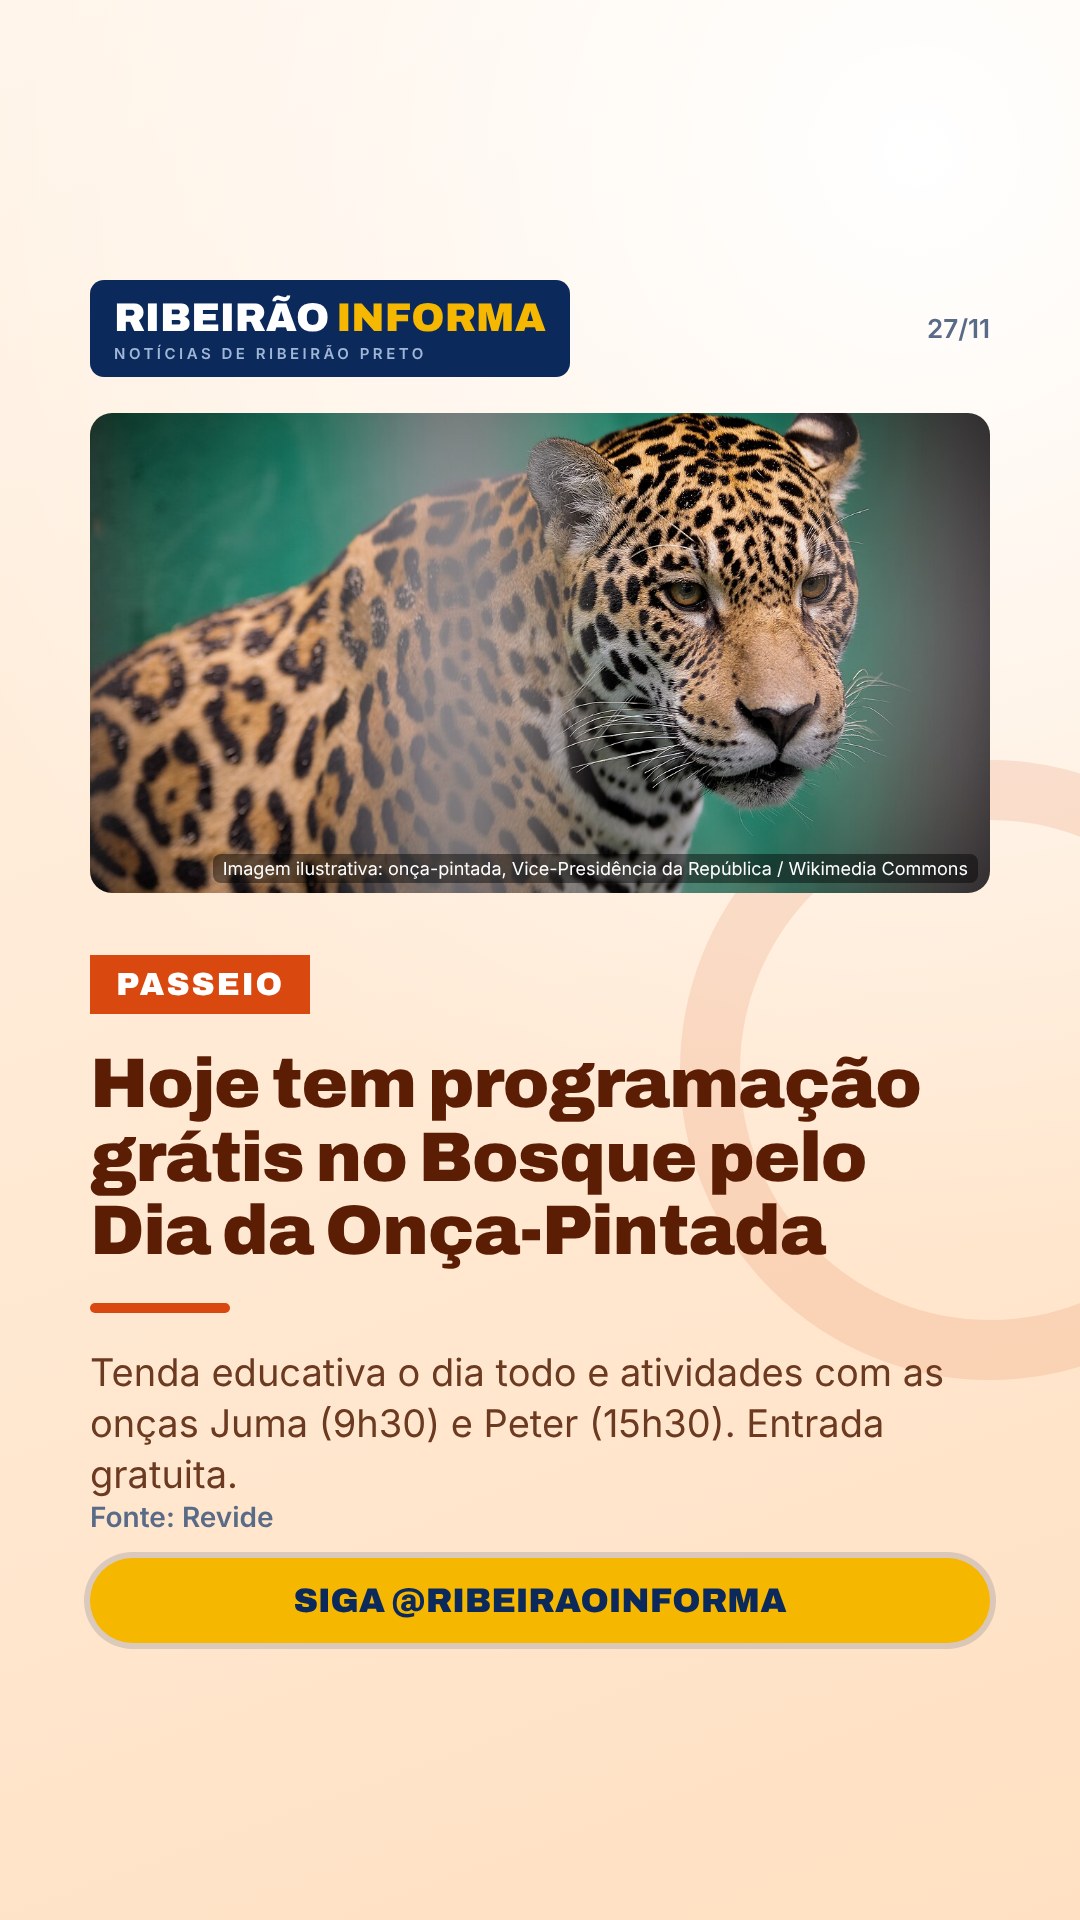 RIBEIRÃO INFORMA
NOTÍCIAS DE RIBEIRÃO PRETO
27/11
Imagem ilustrativa: onça-pintada, Vice-Presidência da República / Wikimedia Commons
PASSEIO
Hoje tem programação
grátis no Bosque pelo
Dia da Onça-Pintada
Tenda educativa o dia todo e atividades com as
onças Juma (9h30) e Peter (15h30). Entrada
gratuita.
Fonte: Revide
SIGA @RIBEIRAOINFORMA